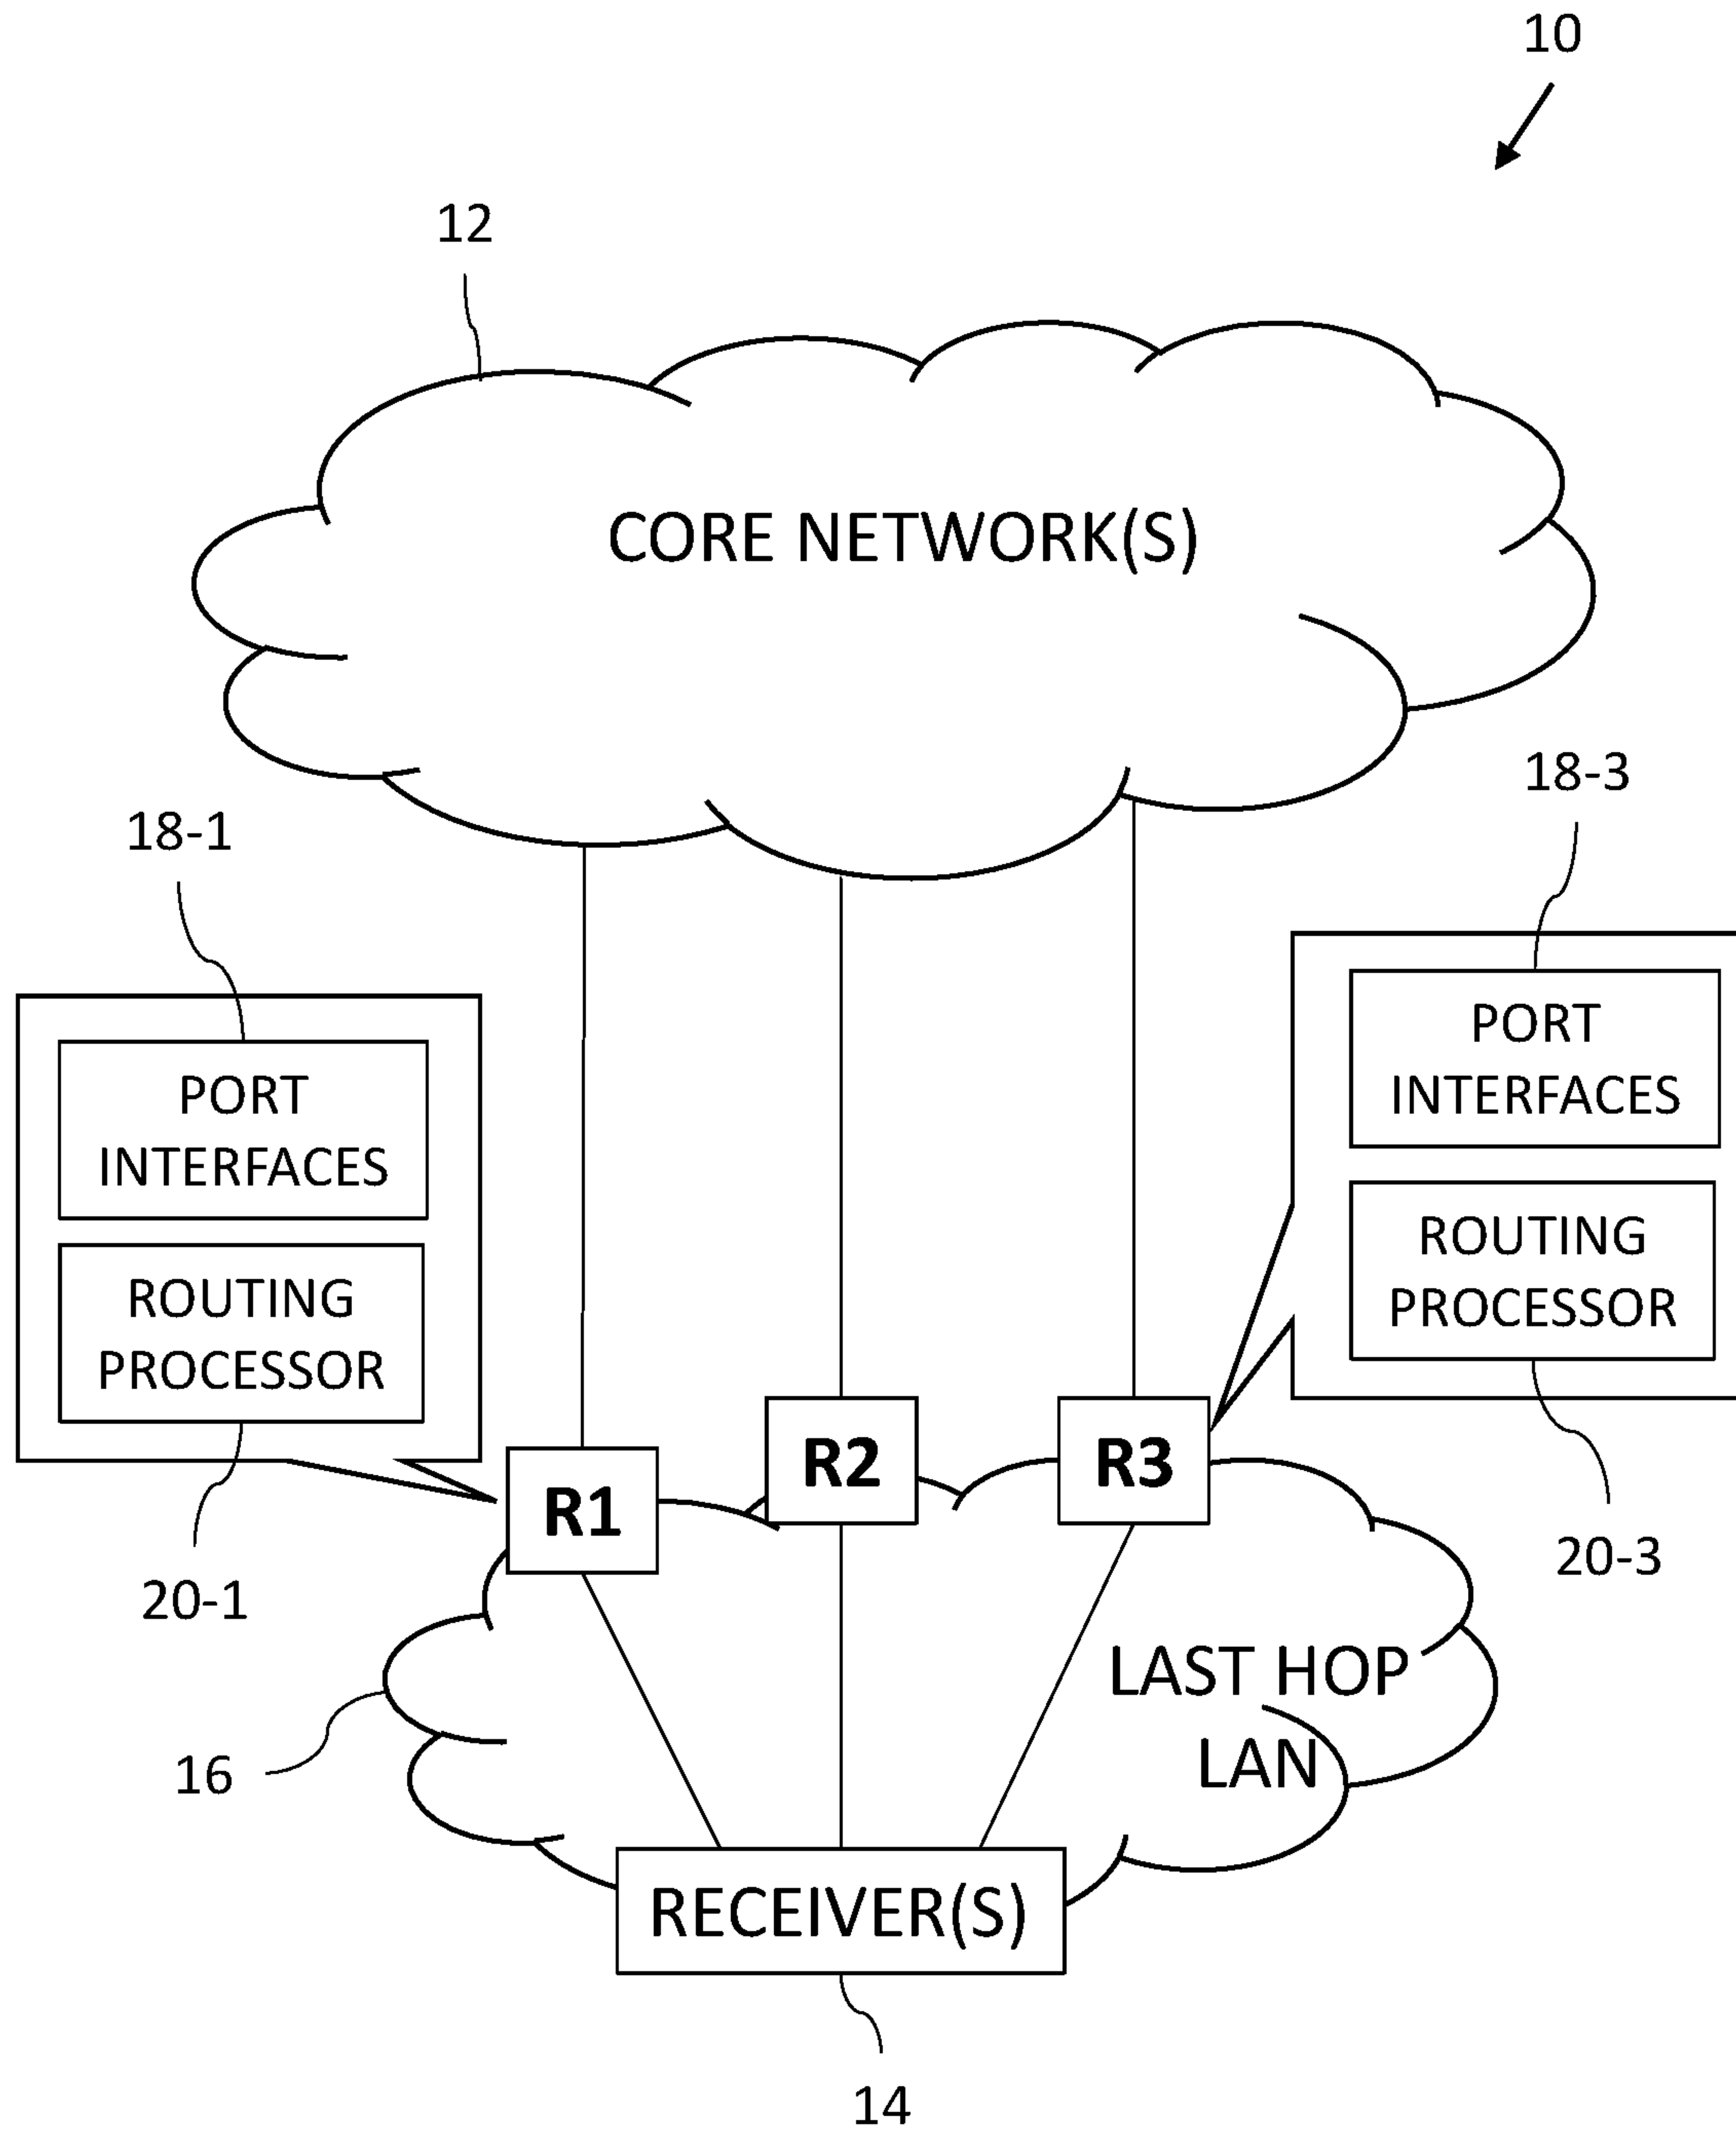 10
12
CORE NETWORK(S)
18-3
18-1
PORT
INTERFACES
ROUTING
PROCESSOR
PORT
INTERFACES
ROUTING
PROCESSOR
R1
R2
R3
20-1
20-3
LAST HOP
LAN
16
RECEIVER(S)
14